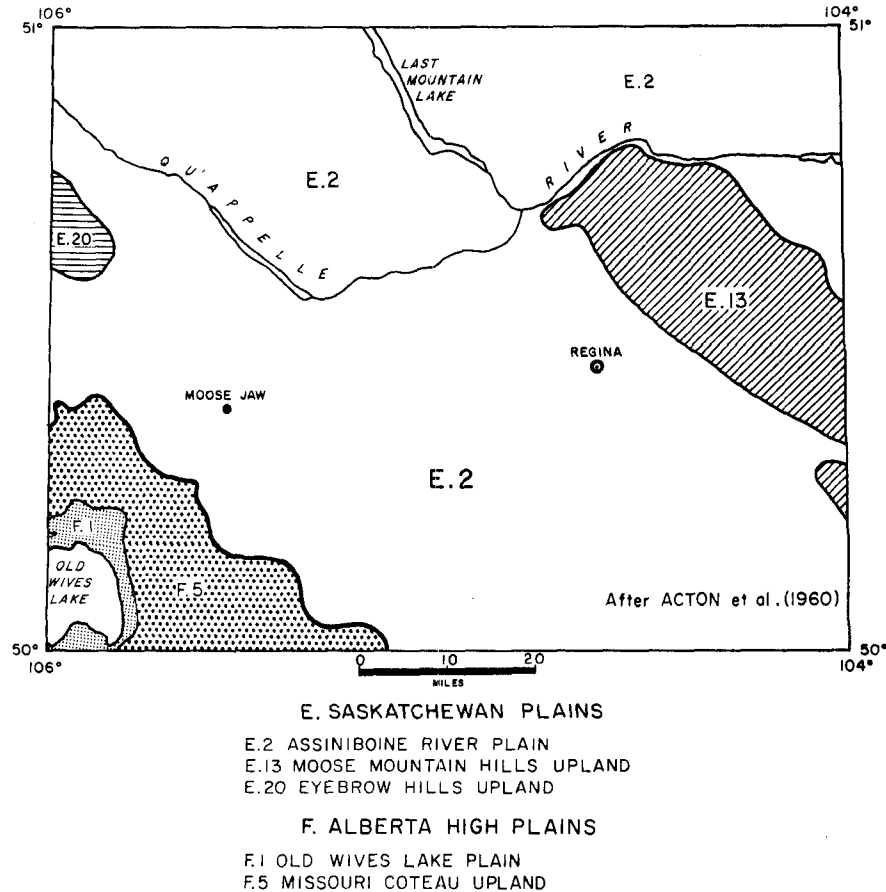 106°
104°
51°
51°
LAST
MOUNTAIN
LAKE
E.2
RIVER
QU'APPELLE
E.2
E.20
E.13
REGINA
MOOSE JAW
E.2
F.1
OLD
WIVES
LAKE
F.5
After ACTON et al.(1960)
50°
50°
106°
0 10 20
MILES
104°
E. SASKATCHEWAN PLAINS
E.2 ASSINIBOINE RIVER PLAIN
E.13 MOOSE MOUNTAIN HILLS UPLAND
E.20 EYEBROW HILLS UPLAND
F. ALBERTA HIGH PLAINS
F.1 OLD WIVES LAKE PLAIN
F.5 MISSOURI COTEAU UPLAND